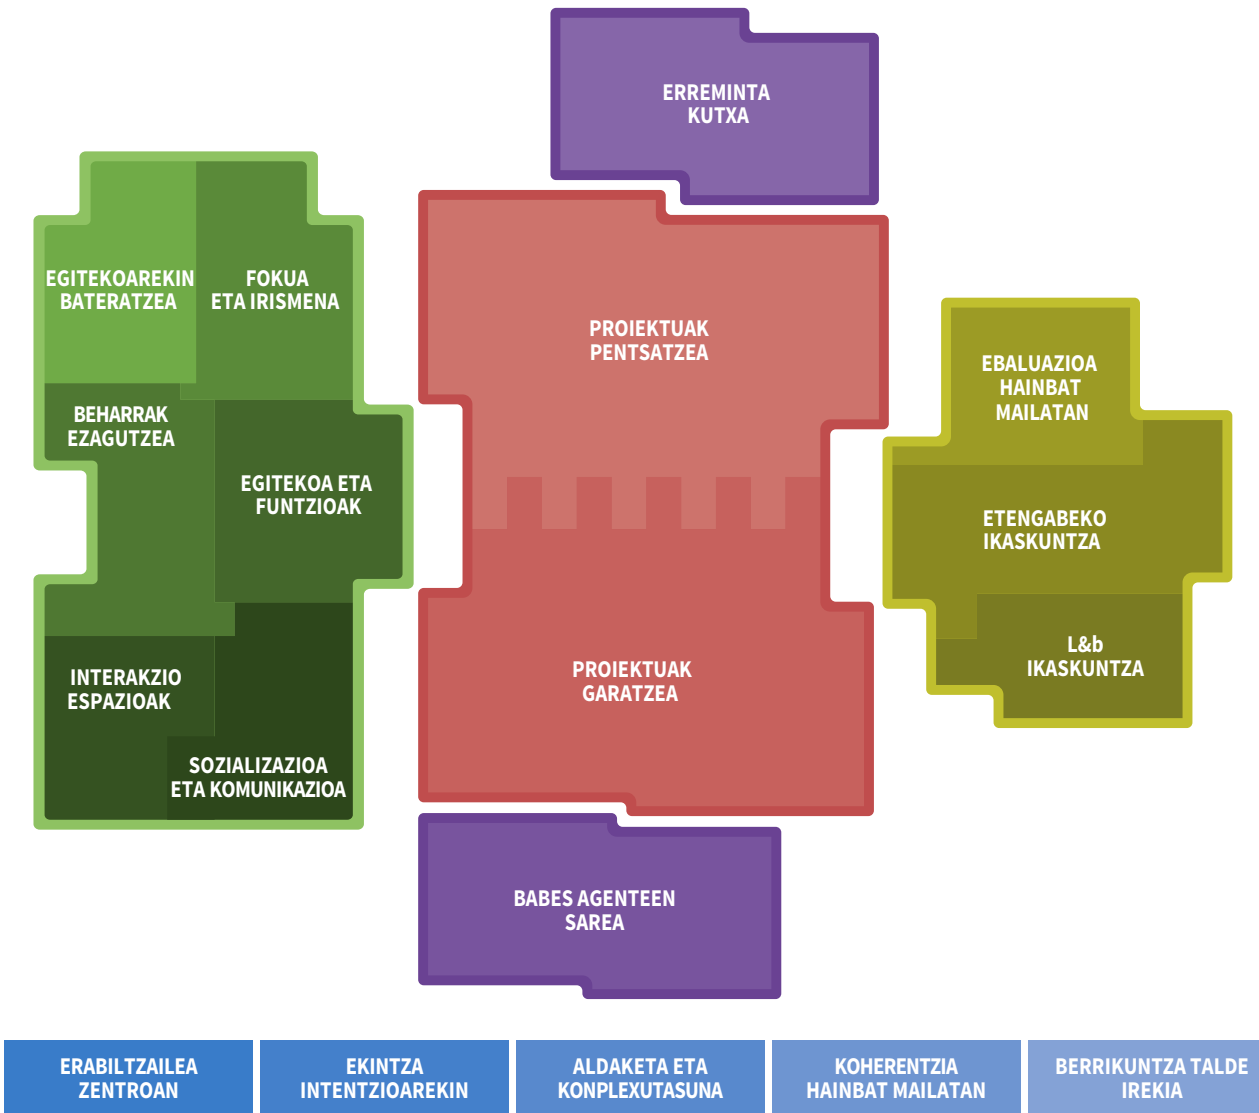 ERREMINTA
KUTXA
EGITEKOAREKIN
BATERATZEA
FOKUA
ETA IRISMENA
BEHARRAK
EZAGUTZEA
EGITEKOA ETA
FUNTZIOAK
INTERAKZIO
ESPAZIOAK
SOZIALIZAZIOA
ETA KOMUNIKAZIOA
PROIEKTUAK
PENTSATZEA
PROIEKTUAK
GARATZEA
EBALUAZIOA
HAINBAT
MAILATAN
ETENGABEKO
IKASKUNTZA
L&b
IKASKUNTZA
BABES AGENTEEN
SAREA
ERABILTZAILEA
ZENTROAN
EKINTZA
INTENTZIOAREKIN
ALDAKETA ETA
KONPLEXUTASUNA
KOHERENTZIA
HAINBAT MAILATAN
BERRIKUNTZA TALDE
IREKIA